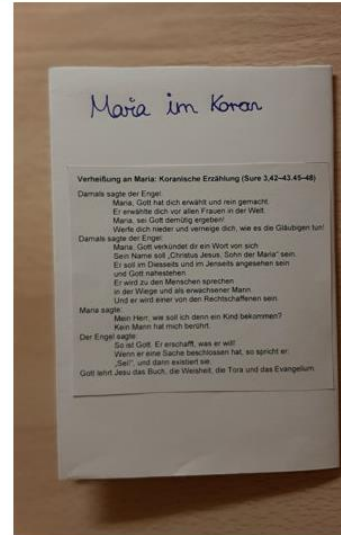 Maria im Koran
Verheißung an Maria: Koranische Erzählung (Sure 3,42–43.45–48)
Damals sagte der Engel:
Maria, Gott hat dich erwählt und rein gemacht.
Er erwählte dich vor allen Frauen in der Welt.
Maria, sei Gott demütig ergeben!
Werfe dich nieder und verneige dich, wie es die Gläubigen tun!
Damals sagte der Engel:
Maria, Gott verkündet dir ein Wort von sich
Sein Name soll „Christus Jesus, Sohn der Maria“ sein.
Er soll im Diesseits und im Jenseits angesehen sein
und Gott nahestehen
Er wird zu den Menschen sprechen
in der Wiege und als erwachsener Mann.
Und er wird einer von den Rechtschaffenen sein.
Maria sagte:
Mein Herr, wie soll ich denn ein Kind bekommen?
Kein Mann hat mich berührt.
Der Engel sagte:
So ist Gott. Er erschafft, was er will!
Wenn er eine Sache beschlossen hat, so spricht er:
„Sei!“, und dann existiert sie.
Gott lehrt Jesu das Buch, die Weisheit, die Tora und das Evangelium.